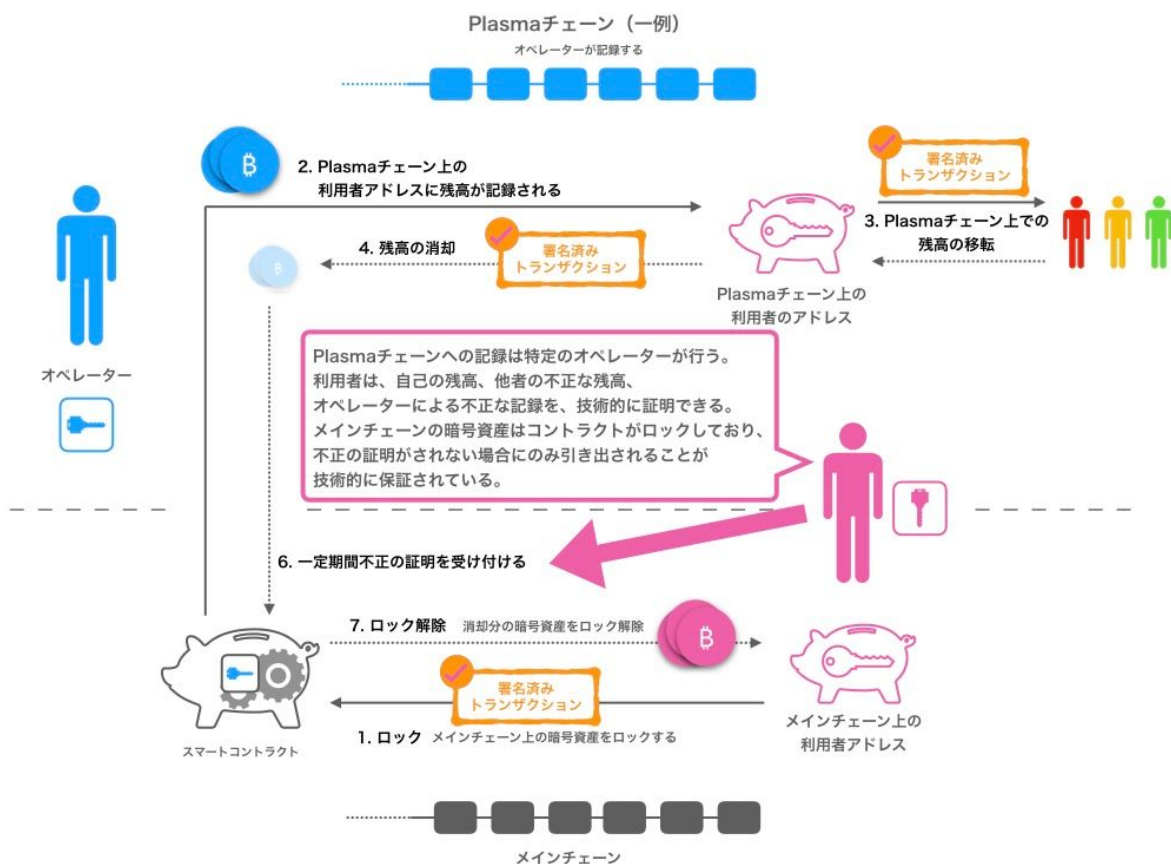 Plasmaチェーン（一例）
オペレーターが記録する
2. Plasmaチェーン上の
利用者アドレスに残高が記録される
署名済み
トランザクション
3. Plasmaチェーン上での
残高の移転
4. 残高の消却
署名済み
トランザクション
Plasmaチェーン上の
利用者のアドレス
オペレーター
Plasmaチェーンへの記録は特定のオペレーターが行う。
利用者は、自己の残高、他者の不正な残高、
オペレーターによる不正な記録を、技術的に証明できる。
メインチェーンの暗号資産はコントラクトがロックしており、
不正の証明がされない場合にのみ引き出されることが
技術的に保証されている。
6. 一定期間不正の証明を受け付ける
7. ロック解除 消却分の暗号資産をロック解除
署名済み
トランザクション
1. ロック メインチェーン上の暗号資産をロックする
スマートコントラクト
メインチェーン上の
利用者アドレス
メインチェーン